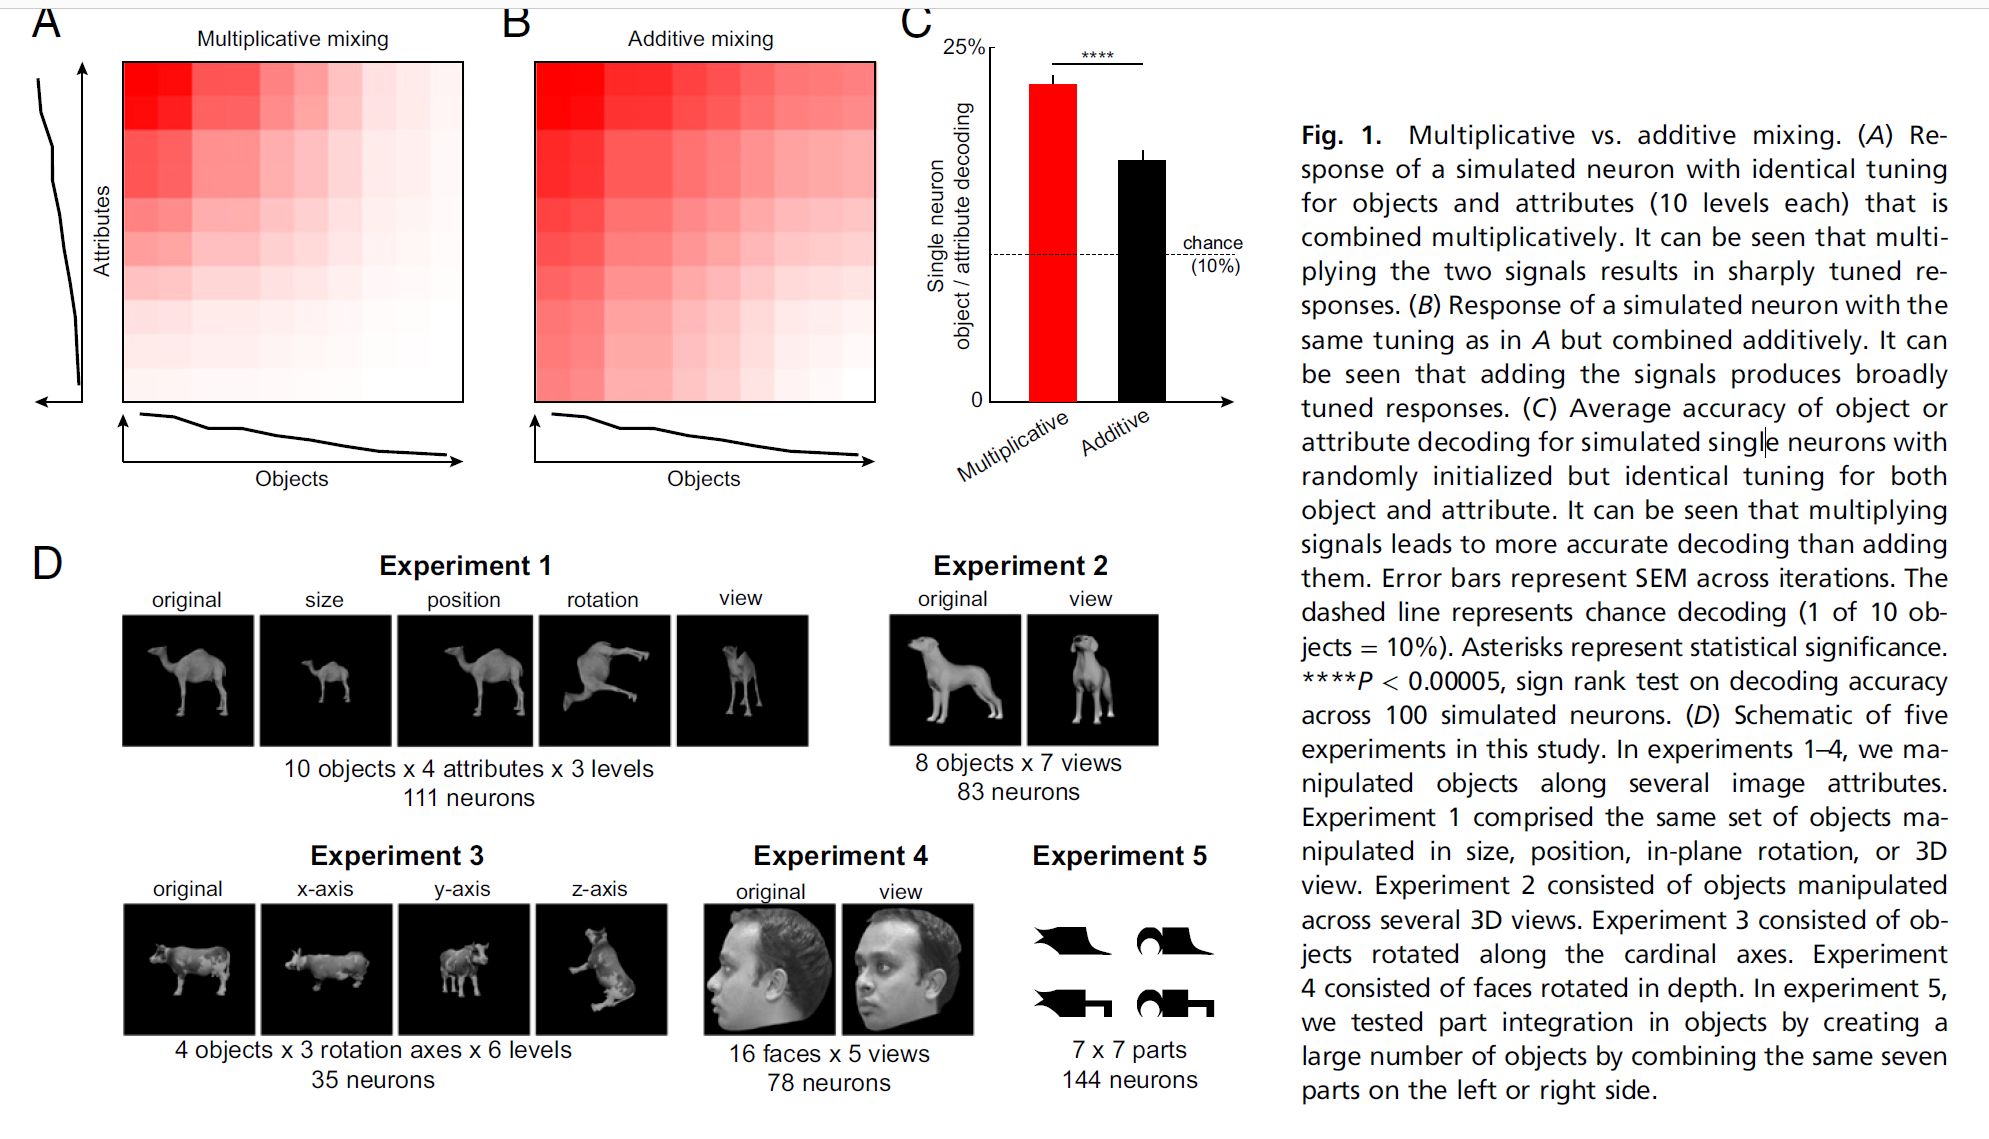 A
Multiplicative mixing
Attributes
Objects
B
Additive mixing
Objects
C
25%
****
Single neuron
object / attribute decoding
chance
(10%)
0
Multiplicative
Additive
D
Experiment 1
original size position rotation view
10 objects x 4 attributes x 3 levels
111 neurons
Experiment 2
original view
8 objects x 7 views
83 neurons
Experiment 3
original x-axis y-axis z-axis
4 objects x 3 rotation axes x 6 levels
35 neurons
Experiment 4
original view
16 faces x 5 views
78 neurons
Experiment 5
7 x 7 parts
144 neurons
Fig. 1. Multiplicative vs. additive mixing. (A) Re-
sponse of a simulated neuron with identical tuning
for objects and attributes (10 levels each) that is
combined multiplicatively. It can be seen that multi-
plying the two signals results in sharply tuned re-
sponses. (B) Response of a simulated neuron with the
same tuning as in A but combined additively. It can
be seen that adding the signals produces broadly
tuned responses. (C) Average accuracy of object or
attribute decoding for simulated single neurons with
randomly initialized but identical tuning for both
object and attribute. It can be seen that multiplying
signals leads to more accurate decoding than adding
them. Error bars represent SEM across iterations. The
dashed line represents chance decoding (1 of 10 ob-
jects = 10%). Asterisks represent statistical significance.
****P < 0.00005, sign rank test on decoding accuracy
across 100 simulated neurons. (D) Schematic of five
experiments in this study. In experiments 1–4, we ma-
nipulated objects along several image attributes.
Experiment 1 comprised the same set of objects ma-
nipulated in size, position, in-plane rotation, or 3D
view. Experiment 2 consisted of objects manipulated
across several 3D views. Experiment 3 consisted of ob-
jects rotated along the cardinal axes. Experiment
4 consisted of faces rotated in depth. In experiment 5,
we tested part integration in objects by creating a
large number of objects by combining the same seven
parts on the left or right side.